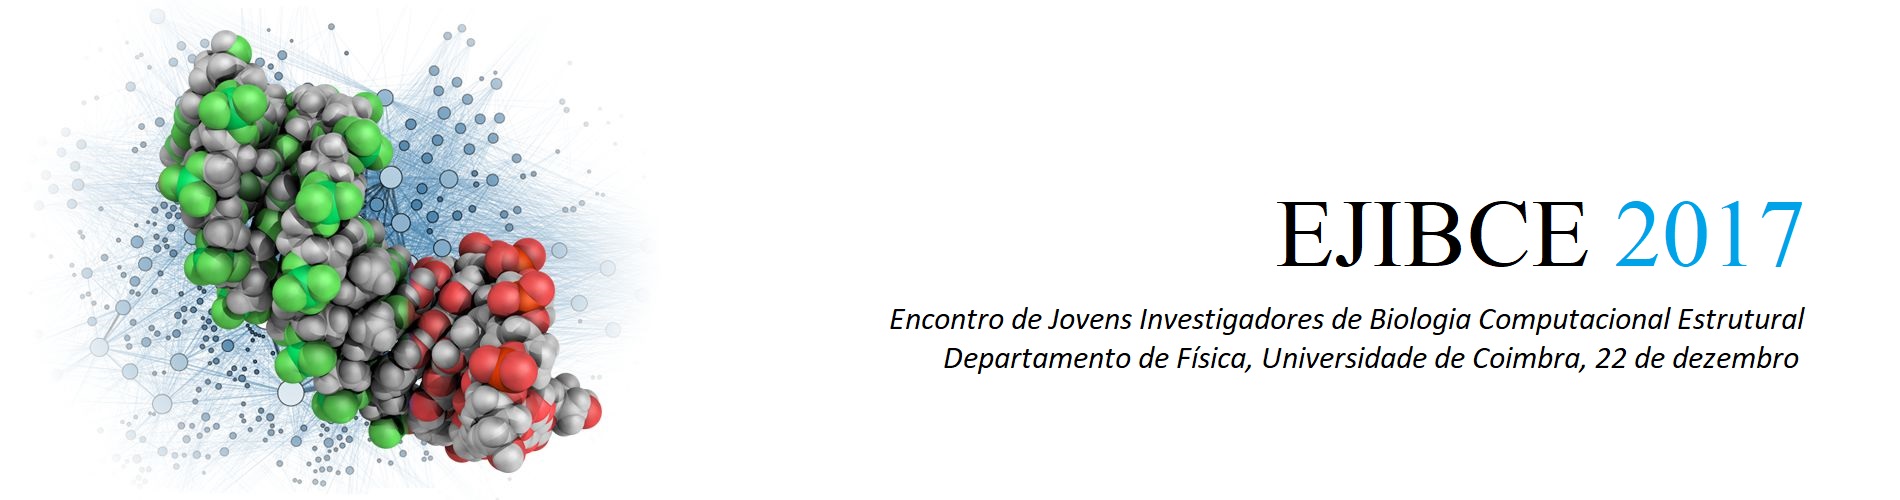 EJIBCE 2017
Encontro de Jovens Investigadores de Biologia Computacional Estrutural
Departamento de Física, Universidade de Coimbra, 22 de dezembro